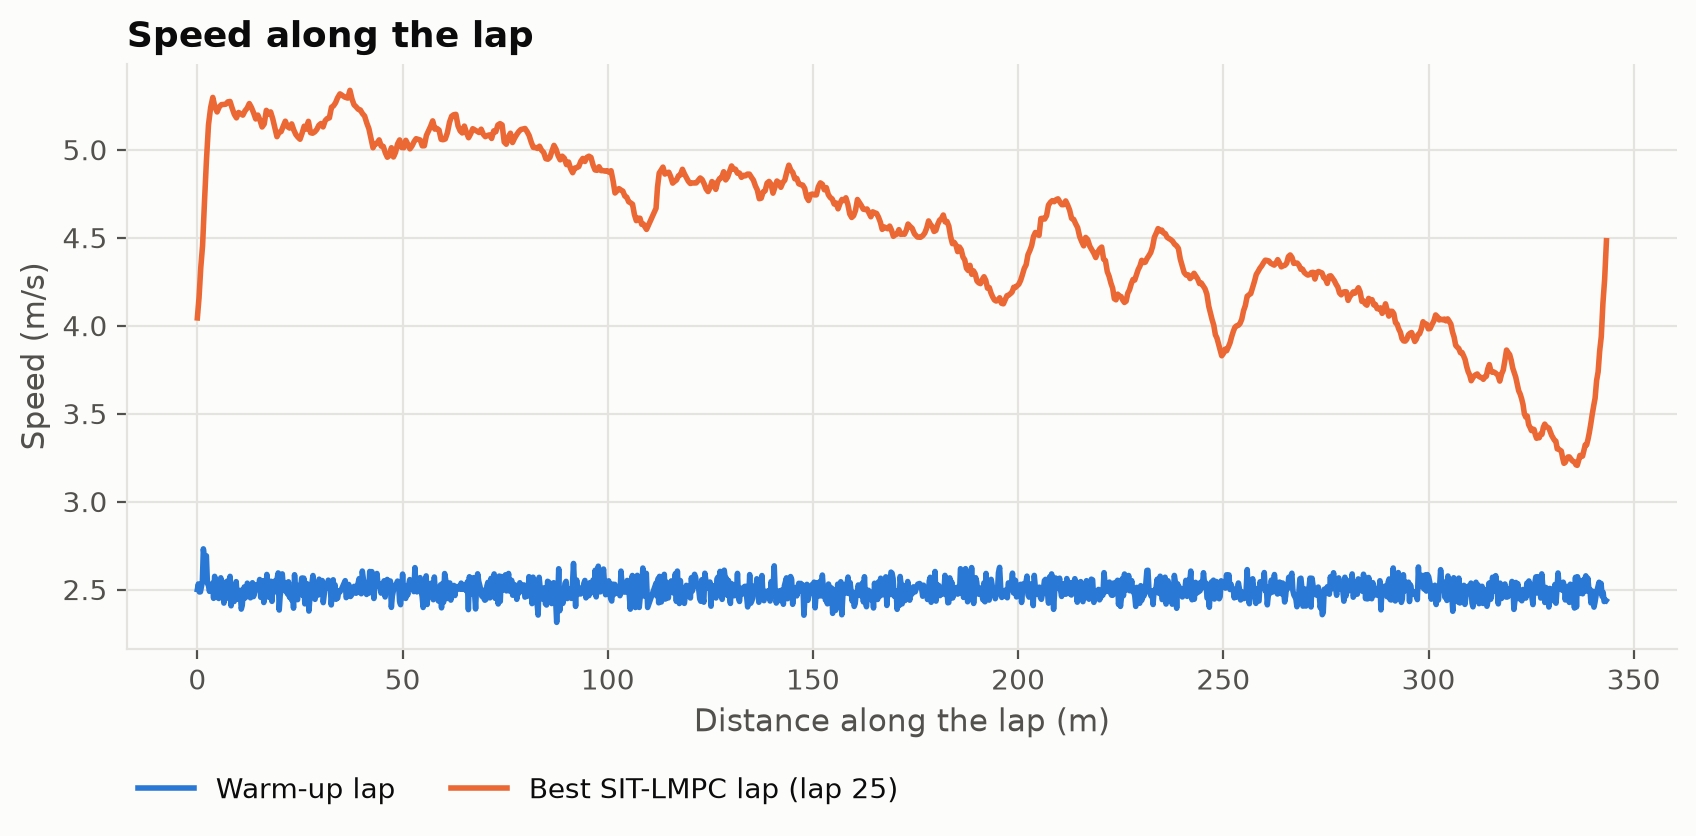 Speed along the lap
Speed (m/s)
5.0
4.5
4.0
3.5
3.0
2.5
0 50 100 150 200 250 300 350
Distance along the lap (m)
Warm-up lap Best SIT-LMPC lap (lap 25)